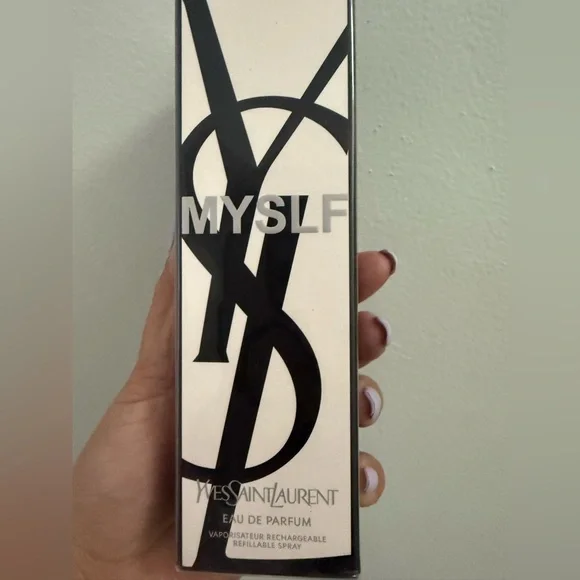 MYSLF
YVESSAINTLAURENT
EAU DE PARFUM
VAPORISATEUR RECHARGEABLE
REFILLABLE SPRAY